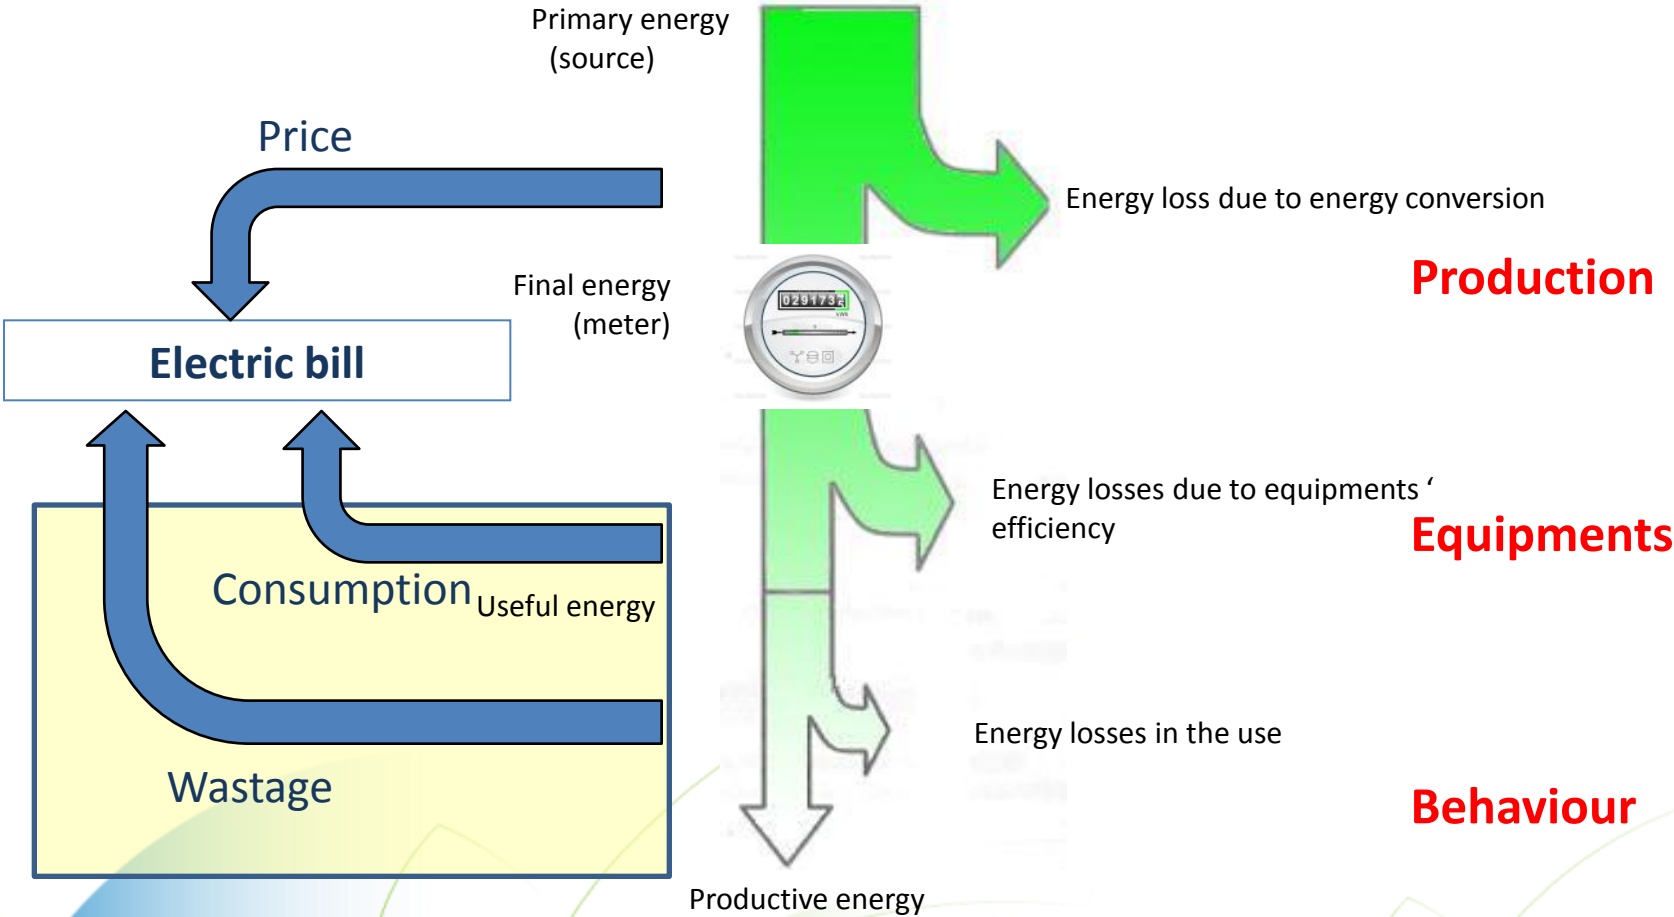 Primary energy
(source)
Price
Energy loss due to energy conversion
Production
Final energy
(meter)
Electric bill
Energy losses due to equipments ‘
efficiency
Equipments
Consumption
Useful energy
Energy losses in the use
Wastage
Behaviour
Productive energy